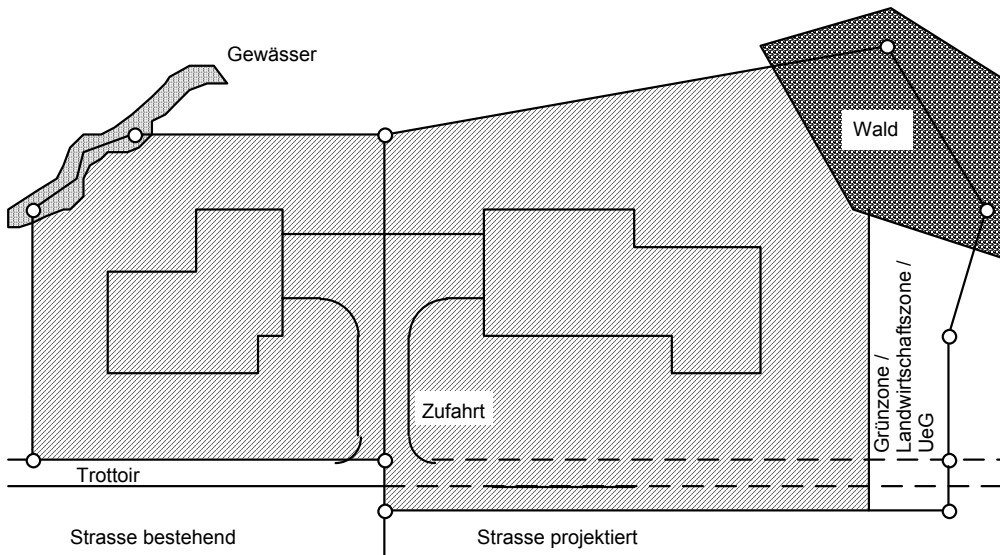 Gewässer
Wald
Zufahrt
Grünzone /
Landwirtschaftszone /
UeG
Trottoir
Strasse bestehend
Strasse projektiert